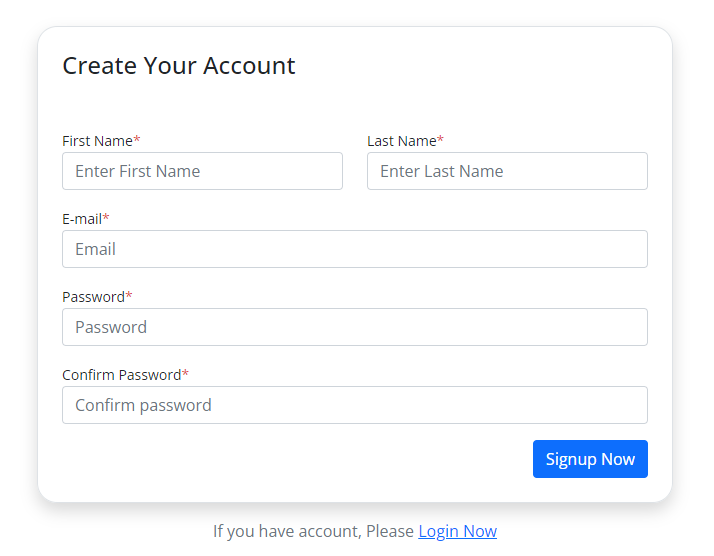 Create Your Account
First Name* Last Name*
Enter First Name Enter Last Name
E-mail*
Email
Password*
Password
Confirm Password*
Confirm password
Signup Now
If you have account, Please Login Now